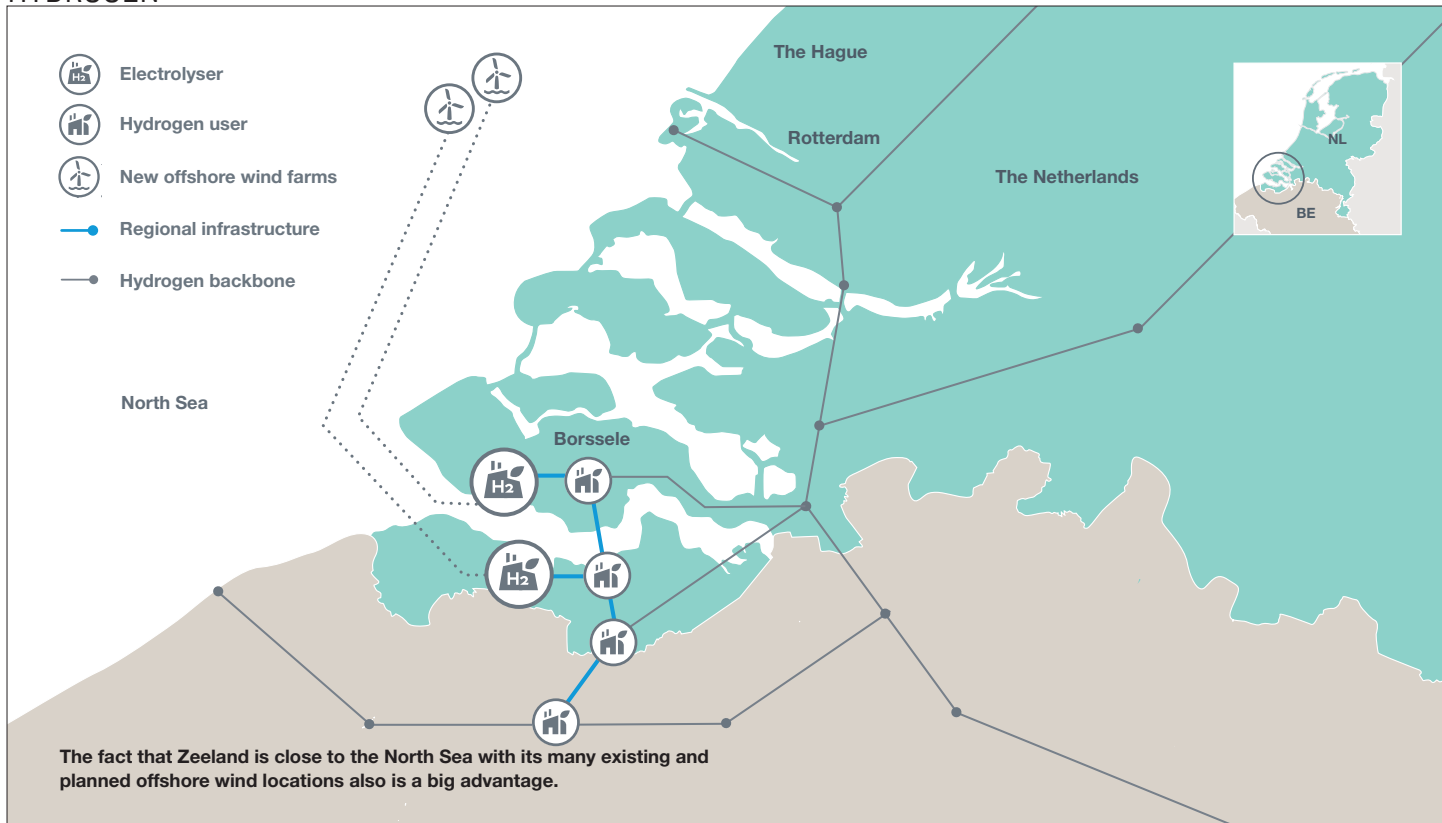 HYDROGEN
Electrolyser
Hydrogen user
New offshore wind farms
Regional infrastructure
Hydrogen backbone
The Hague
Rotterdam
The Netherlands
NL
BE
North Sea
Borssele
H2
H2
The fact that Zeeland is close to the North Sea with its many existing and
planned offshore wind locations also is a big advantage.